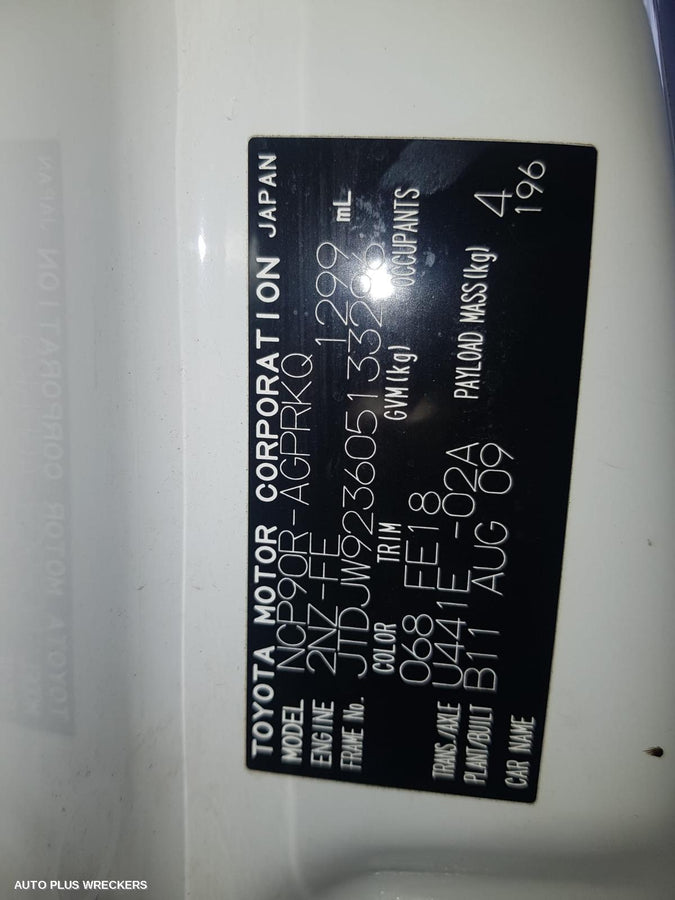 TOYOTA MOTOR CORPORATION JAPAN
MODEL NCP90R-AGPRKQ
ENGINE 2NZ-FE 1299 mL
FRAME No.
COLOR TRIM GVM(kg) OCCUPANTS
068 FE18
TRANS./AXLE U441E -02A PAYLOAD MASS(kg)
PLANT/BUILT B11 AUG 09 4
CAR NAME 196
AUTO PLUS WRECKERS